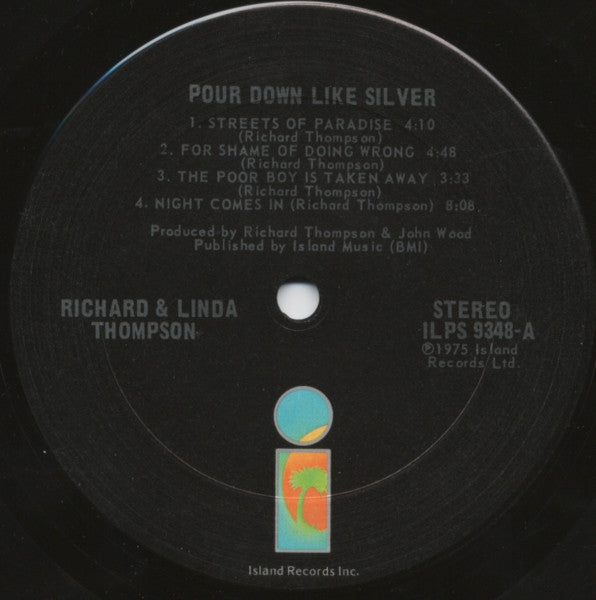 POUR DOWN LIKE SILVER
1. STREETS OF PARADISE 4:10
(Richard Thompson)
2. FOR SHAME OF DOING WRONG 4:48
(Richard Thompson)
3. THE POOR BOY IS TAKEN AWAY 3:33
(Richard Thompson)
4. NIGHT COMES IN (Richard Thompson) 8:08
Produced by Richard Thompson & John Wood
Published by Island Music (BMI)
RICHARD & LINDA
THOMPSON
STEREO
ILPS 9348-A
℗1975 Island
Records Ltd.
i
Island Records Inc.